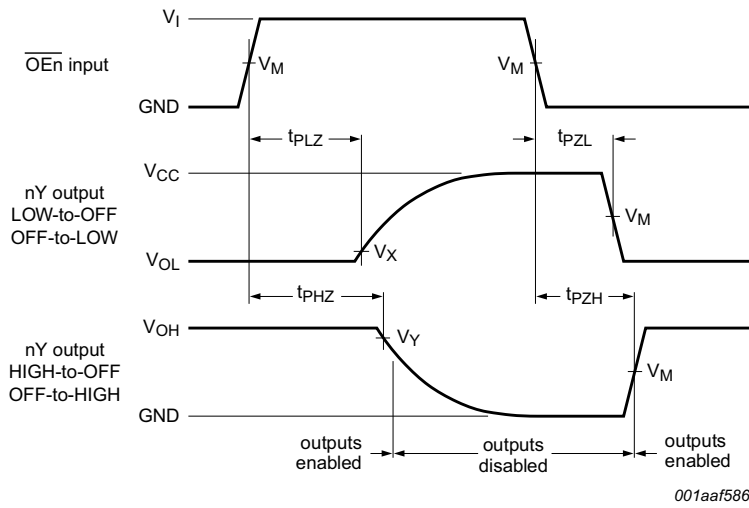 V_I
OEn input
V_M
V_M
GND
t_PLZ
t_PZL
V_CC
nY output
LOW-to-OFF
OFF-to-LOW
V_M
V_X
V_OL
t_PHZ
t_PZH
V_OH
V_Y
nY output
HIGH-to-OFF
OFF-to-HIGH
V_M
GND
outputs
enabled
outputs
disabled
outputs
enabled
001aaf586